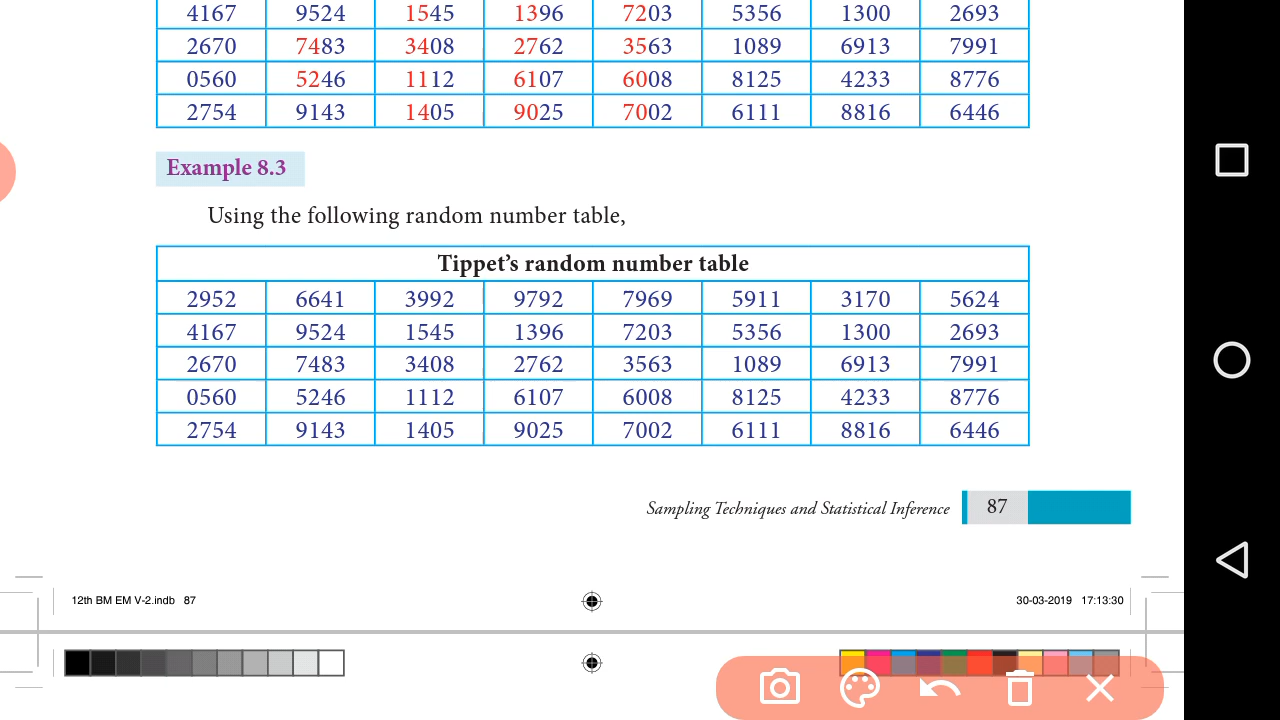 4167 9524 1545 1396 7203 5356 1300 2693
2670 7483 3408 2762 3563 1089 6913 7991
0560 5246 1112 6107 6008 8125 4233 8776
2754 9143 1405 9025 7002 6111 8816 6446
Example 8.3
Using the following random number table,
Tippet's random number table
2952 6641 3992 9792 7969 5911 3170 5624
4167 9524 1545 1396 7203 5356 1300 2693
2670 7483 3408 2762 3563 1089 6913 7991
0560 5246 1112 6107 6008 8125 4233 8776
2754 9143 1405 9025 7002 6111 8816 6446
Sampling Techniques and Statistical Inference 87
12th BM EM V-2.indb 87 30-03-2019 17:13:30